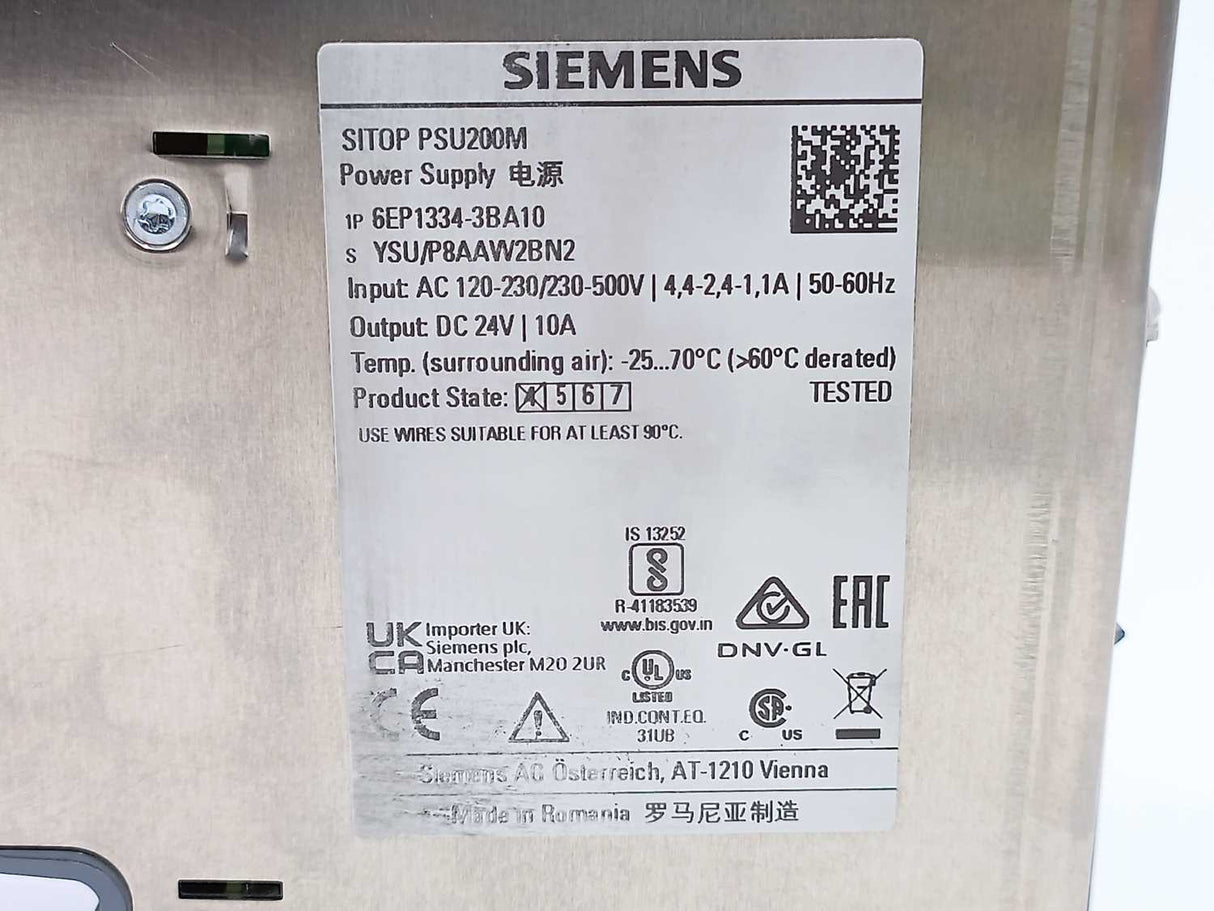 SIEMENS
SITOP PSU200M
Power Supply 电源
1P 6EP1334-3BA10
S YSU/P8AAW2BN2
Input: AC 120-230/230-500V | 4,4-2,4-1,1A | 50-60Hz
Output: DC 24V | 10A
Temp. (surrounding air): -25...70°C (>60°C derated)
Product State: 4 5 6 7 TESTED
USE WIRES SUITABLE FOR AT LEAST 90°C.
IS 13252
R-41183539
www.bis.gov.in
EAC
DNV·GL
UK
CA
Importer UK:
Siemens plc,
Manchester M20 2UR
c UL us
LISTED
IND.CONT.EQ.
31UB
CE
C SA US
Siemens AG Österreich, AT-1210 Vienna
Made in Romania 罗马尼亚制造